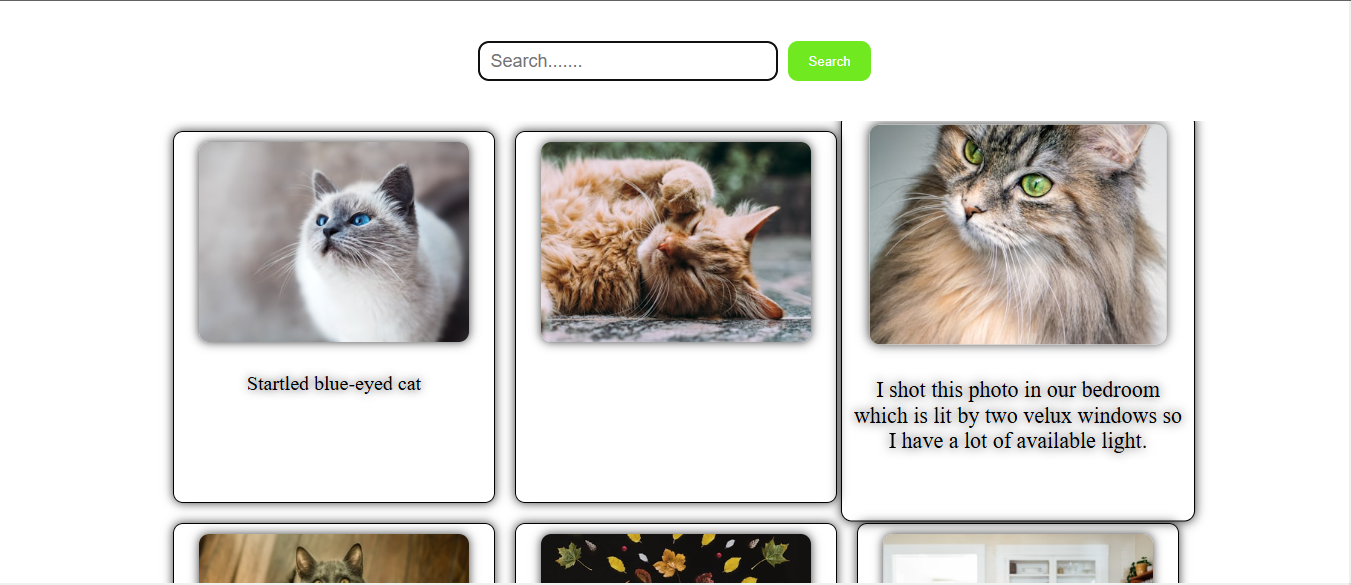 Search.......
Search
Startled blue-eyed cat
I shot this photo in our bedroom
which is lit by two velux windows so
I have a lot of available light.